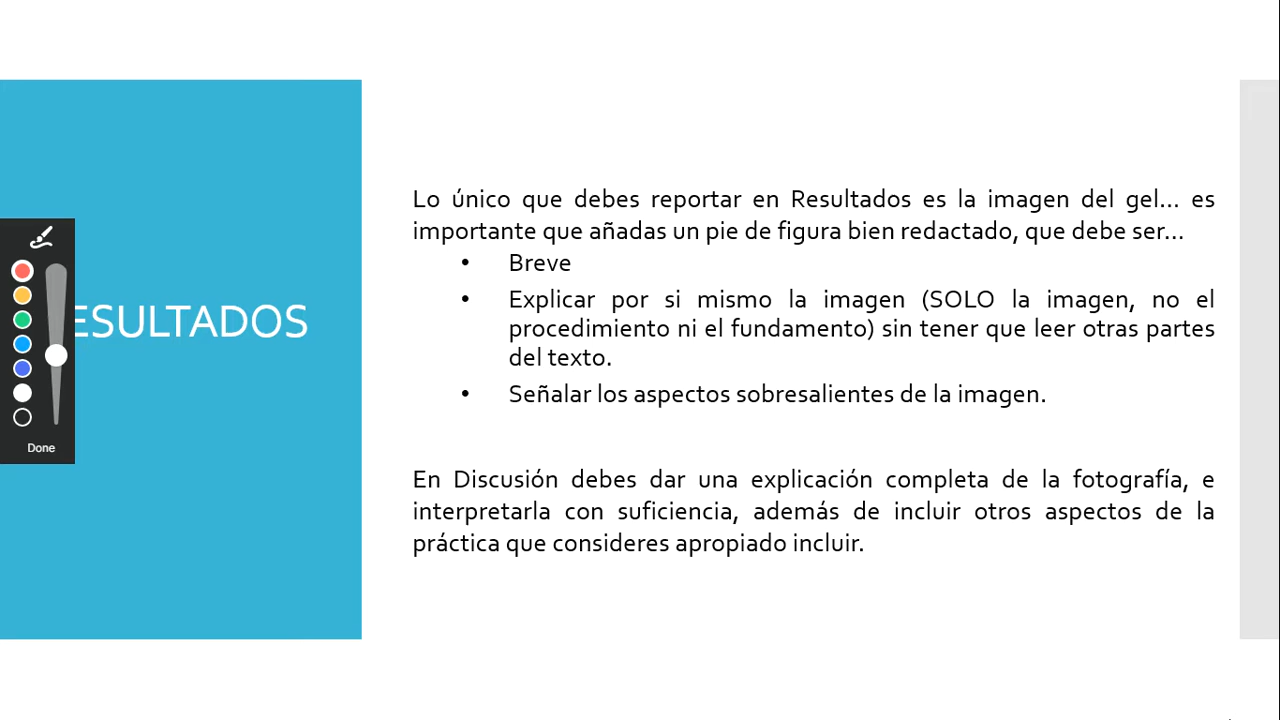 ESULTADOS
Lo único que debes reportar en Resultados es la imagen del gel... es
importante que añadas un pie de figura bien redactado, que debe ser...
• Breve
• Explicar por si mismo la imagen (SOLO la imagen, no el
procedimiento ni el fundamento) sin tener que leer otras partes
del texto.
• Señalar los aspectos sobresalientes de la imagen.
En Discusión debes dar una explicación completa de la fotografía, e
interpretarla con suficiencia, además de incluir otros aspectos de la
práctica que consideres apropiado incluir.
Done